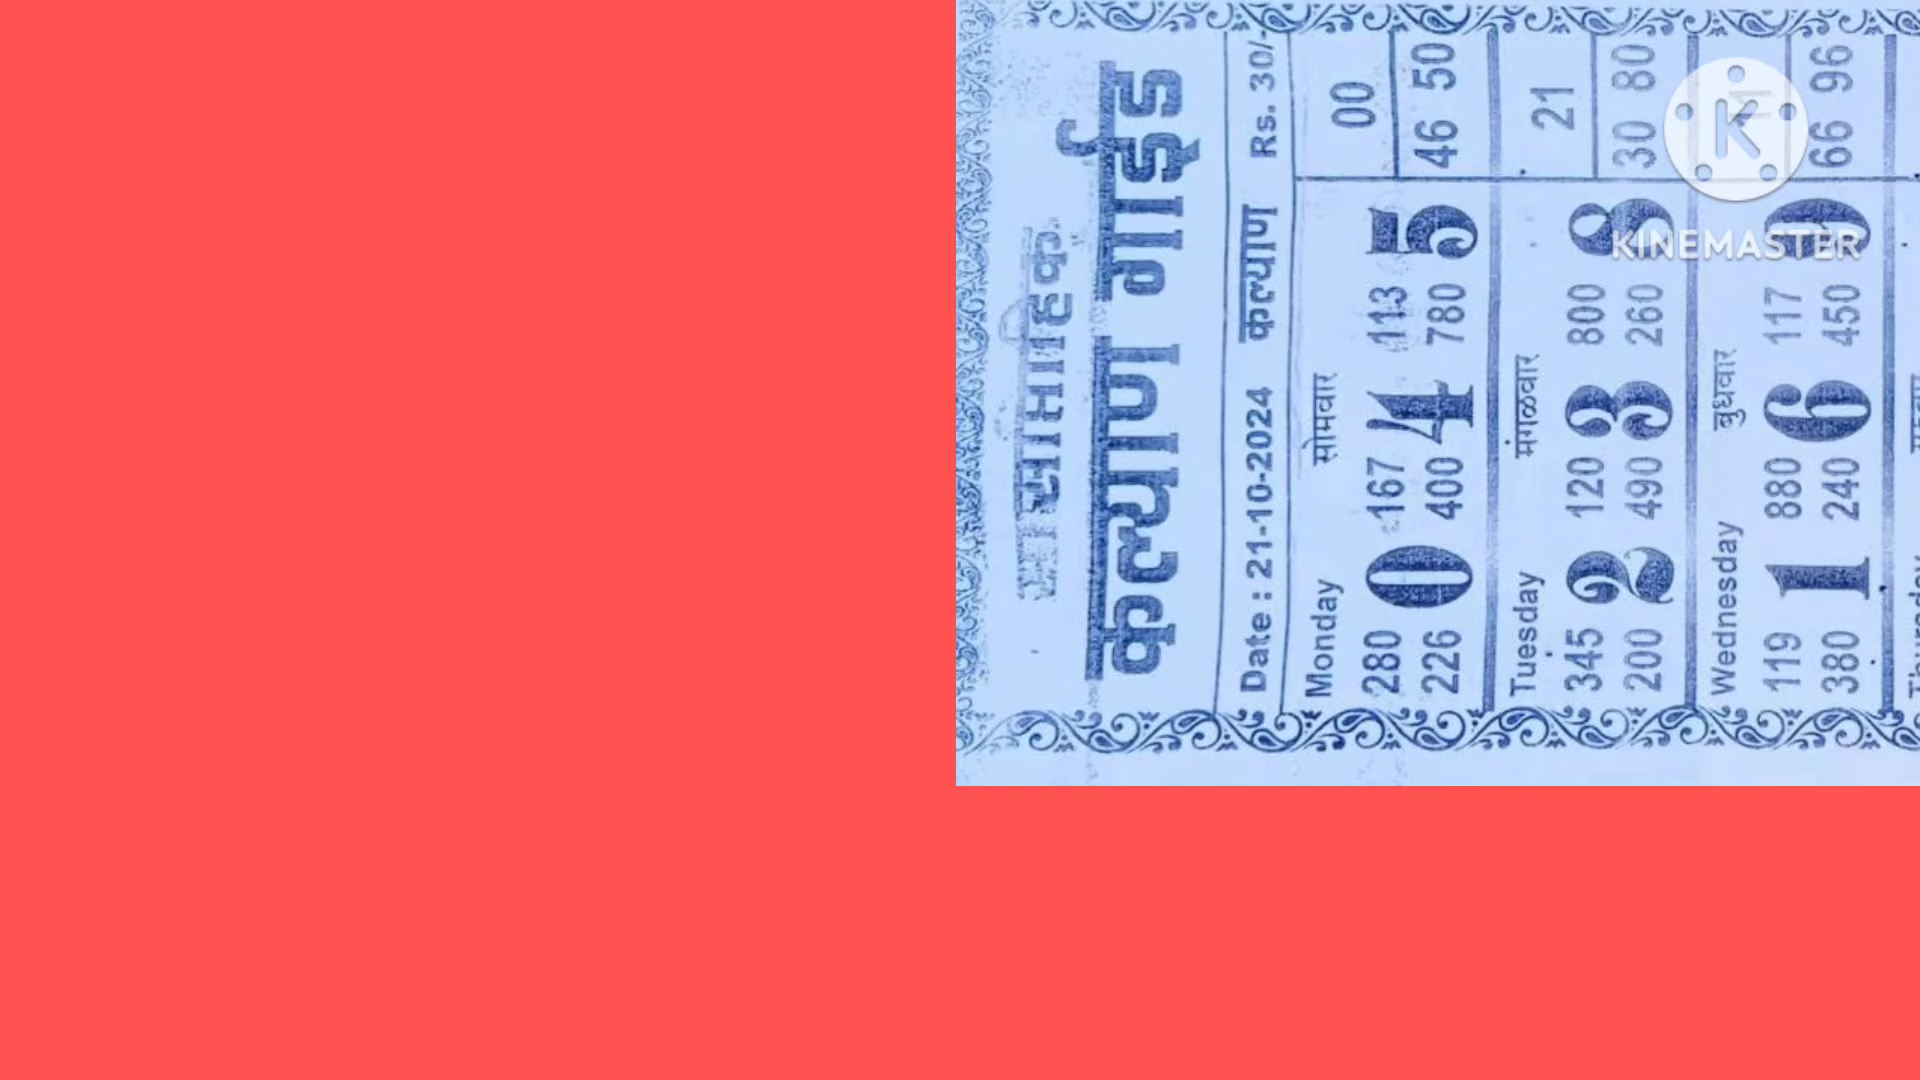 साप्ताहिक
कल्याण गाईड
Date : 21-10-2024 कल्याण Rs. 30/-
Monday सोमवार
280 0 167 4 113 5 00
226 400 780 46 50
Tuesday मंगळवार
345 2 120 3 800 8 21
200 490 260 30 80
Wednesday बुधवार
119 1 880 6 117
380 240 450 66 96
Thursday
KINEMASTER